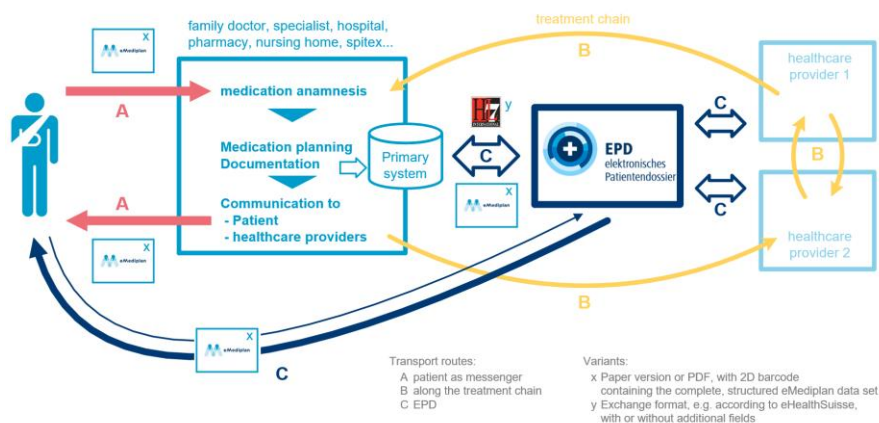 family doctor, specialist, hospital,
pharmacy, nursing home, spitex...
treatment chain
x
eMediplan
B
healthcare
provider 1
A
medication anamnesis
C
HL7
y
Medication planning
Documentation
Primary
system
C
EPD
elektronisches
Patientendossier
B
A
Communication to
- Patient
- healthcare providers
x
eMediplan
C
x
eMediplan
healthcare
provider 2
B
x
eMediplan
C
Transport routes:
A patient as messenger
B along the treatment chain
C EPD
Variants:
x Paper version or PDF, with 2D barcode
containing the complete, structured eMediplan data set
y Exchange format, e.g. according to eHealthSuisse,
with or without additional fields